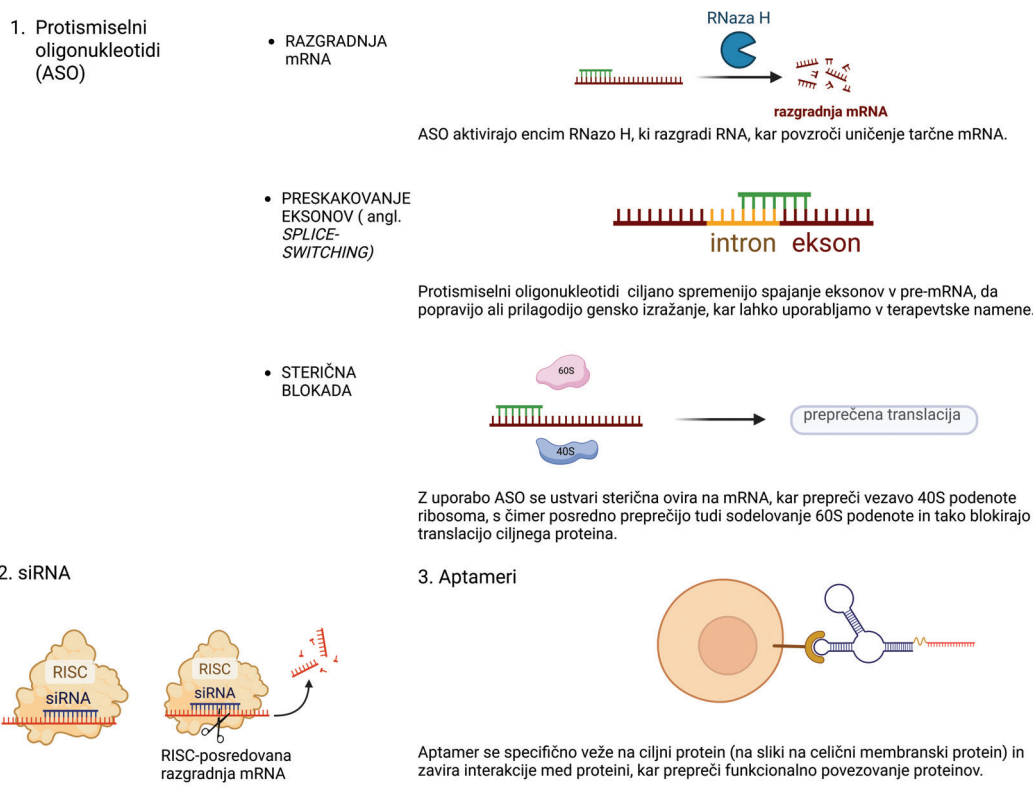 1. Protismiselni
oligonukleotidi
(ASO)
• RAZGRADNJA
mRNA
RNaza H
razgradnja mRNA
ASO aktivirajo encim RNazo H, ki razgradi RNA, kar povzroči uničenje tarčne mRNA.
• PRESKAKOVANJE
EKSONOV ( angl.
SPLICE-
SWITCHING)
intron ekson
Protismiselni oligonukleotidi ciljano spremenijo spajanje eksonov v pre-mRNA, da
popravijo ali prilagodijo gensko izražanje, kar lahko uporabljamo v terapevtske namene.
• STERIČNA
BLOKADA
60S
40S
preprečena translacija
Z uporabo ASO se ustvari sterična ovira na mRNA, kar prepreči vezavo 40S podenote
ribosoma, s čimer posredno preprečijo tudi sodelovanje 60S podenote in tako blokirajo
translacijo ciljnega proteina.
2. siRNA
RISC
siRNA
RISC
siRNA
RISC-posredovana
razgradnja mRNA
3. Aptameri
Aptamer se specifično veže na ciljni protein (na sliki na celični membranski protein) in
zavira interakcije med proteini, kar prepreči funkcionalno povezovanje proteinov.